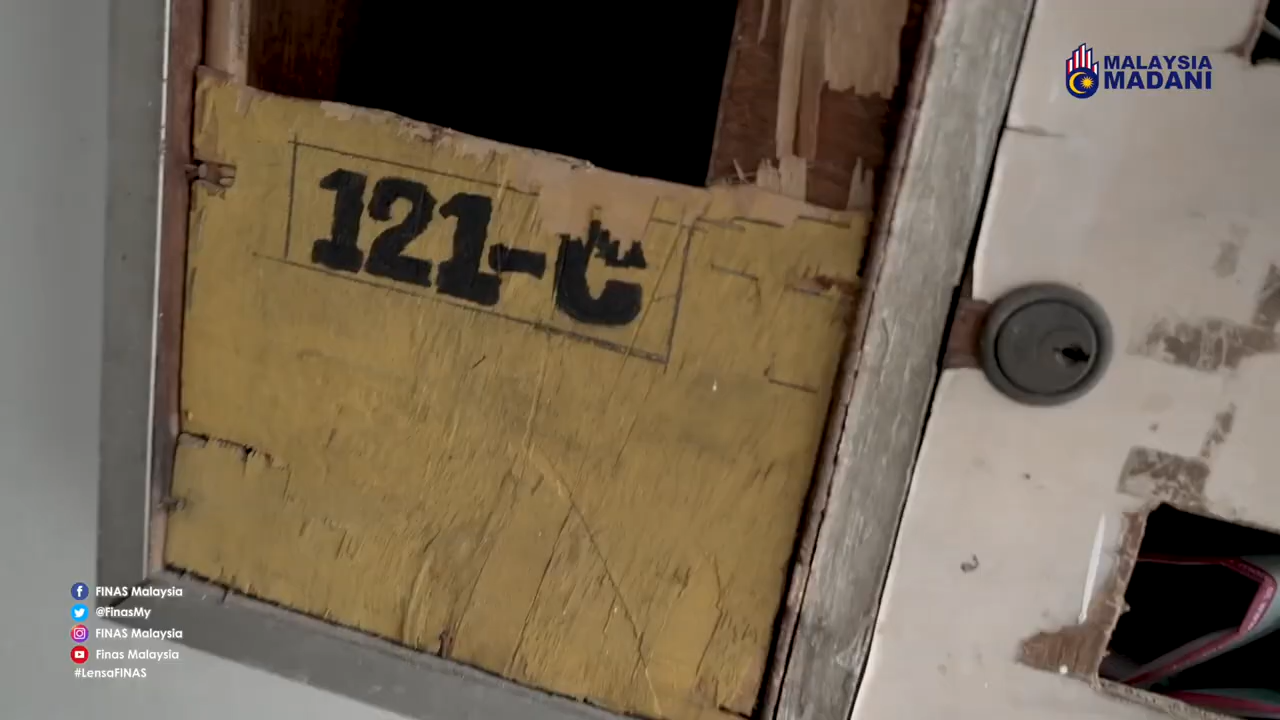 MALAYSIA
MADANI
121-C
FINAS Malaysia
@FinasMy
FINAS Malaysia
Finas Malaysia
#LensaFINAS